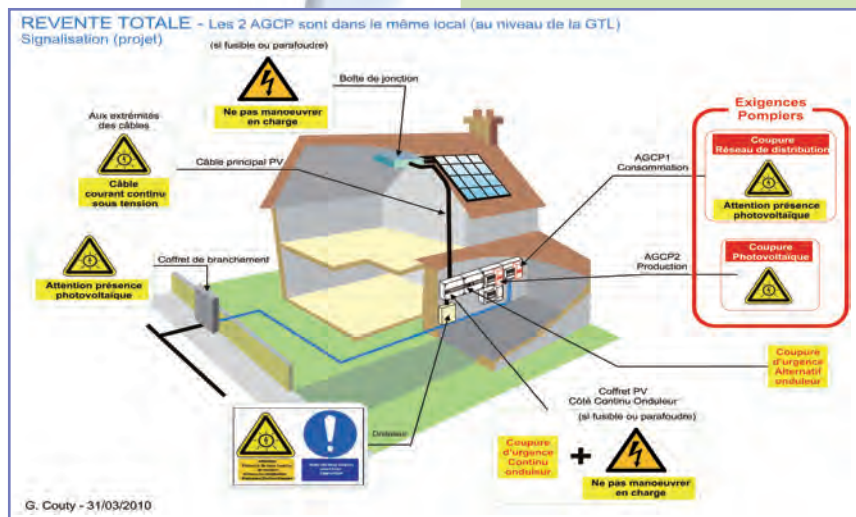 REVENTE TOTALE - Les 2 AGCP sont dans le même local (au niveau de la GTL)
Signalisation (projet)
(si fusible ou parafoudre)
Ne pas manoeuvrer
en charge
Boîte de jonction
Aux extrémités
des câbles
Câble
courant continu
sous tension
Câble principal PV
AGCP1
Consommation
Exigences
Pompiers
Coupure
Réseau de distribution
Attention présence
photovoltaïque
Coffret de branchement
Attention présence
photovoltaïque
AGCP2
Production
Coupure
Photovoltaïque
Coupure
d'urgence
Alternatif
onduleur
Onduleur
Coffret PV
Côté Continu Onduleur
(si fusible ou parafoudre)
Coupure
d'urgence
Continu
onduleur
+
Ne pas manoeuvrer
en charge
G. Couty - 31/03/2010